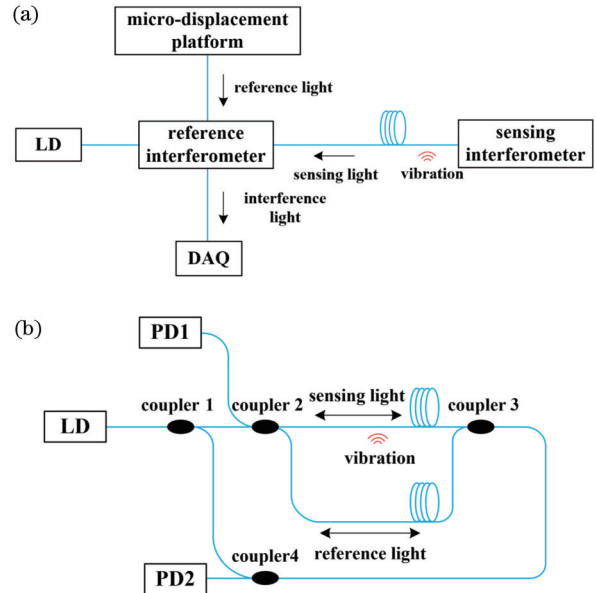 (a)
micro-displacement
platform
reference light
LD
reference
interferometer
sensing
interferometer
sensing light
vibration
interference
light
DAQ
(b)
PD1
sensing light
coupler 1
coupler 2
coupler 3
LD
vibration
reference light
coupler4
PD2